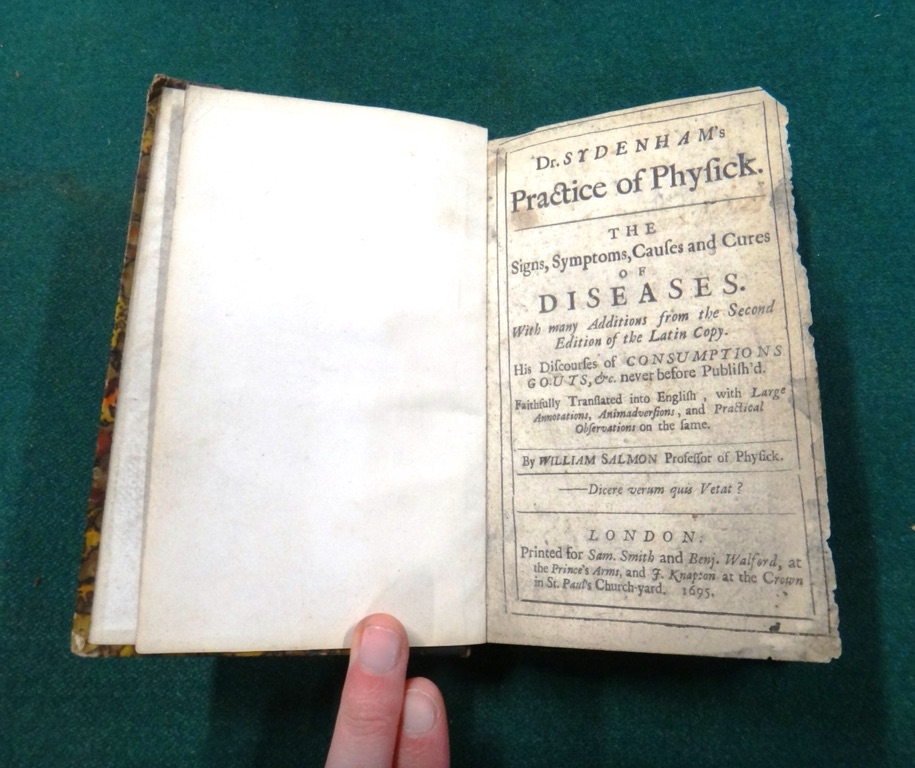 Dr. SYDENHAM's
Practice of Phyſick.
THE
Signs, Symptoms, Cauſes and Cures
OF
DISEASES.
With many Additions from the Second
Edition of the Latin Copy.
His Diſcourſes of CONSUMPTIONS
GOUTS, &c. never before Publiſh'd.
Faithfully Tranſlated into Engliſh, with Large
Annotations, Animadverſions, and Practical
Obſervations on the ſame.
By WILLIAM SALMON Profeſſor of Phyſick.
——Dicere verum quis Vetat?
LONDON:
Printed for Sam. Smith and Benj. Walford, at
the Prince's Arms, and J. Knapton at the Crown
in St. Paul's Church-yard. 1695.